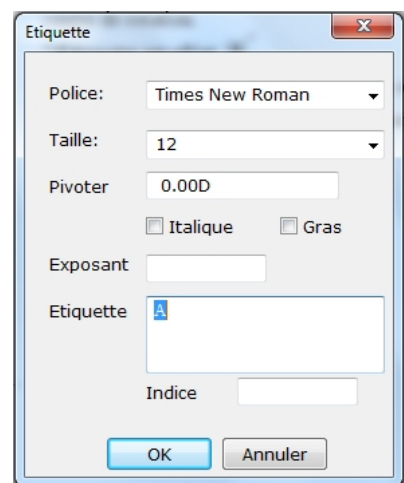 Etiquette
Police: Times New Roman
Taille: 12
Pivoter 0.00D
Italique Gras
Exposant
Etiquette A
Indice
OK Annuler